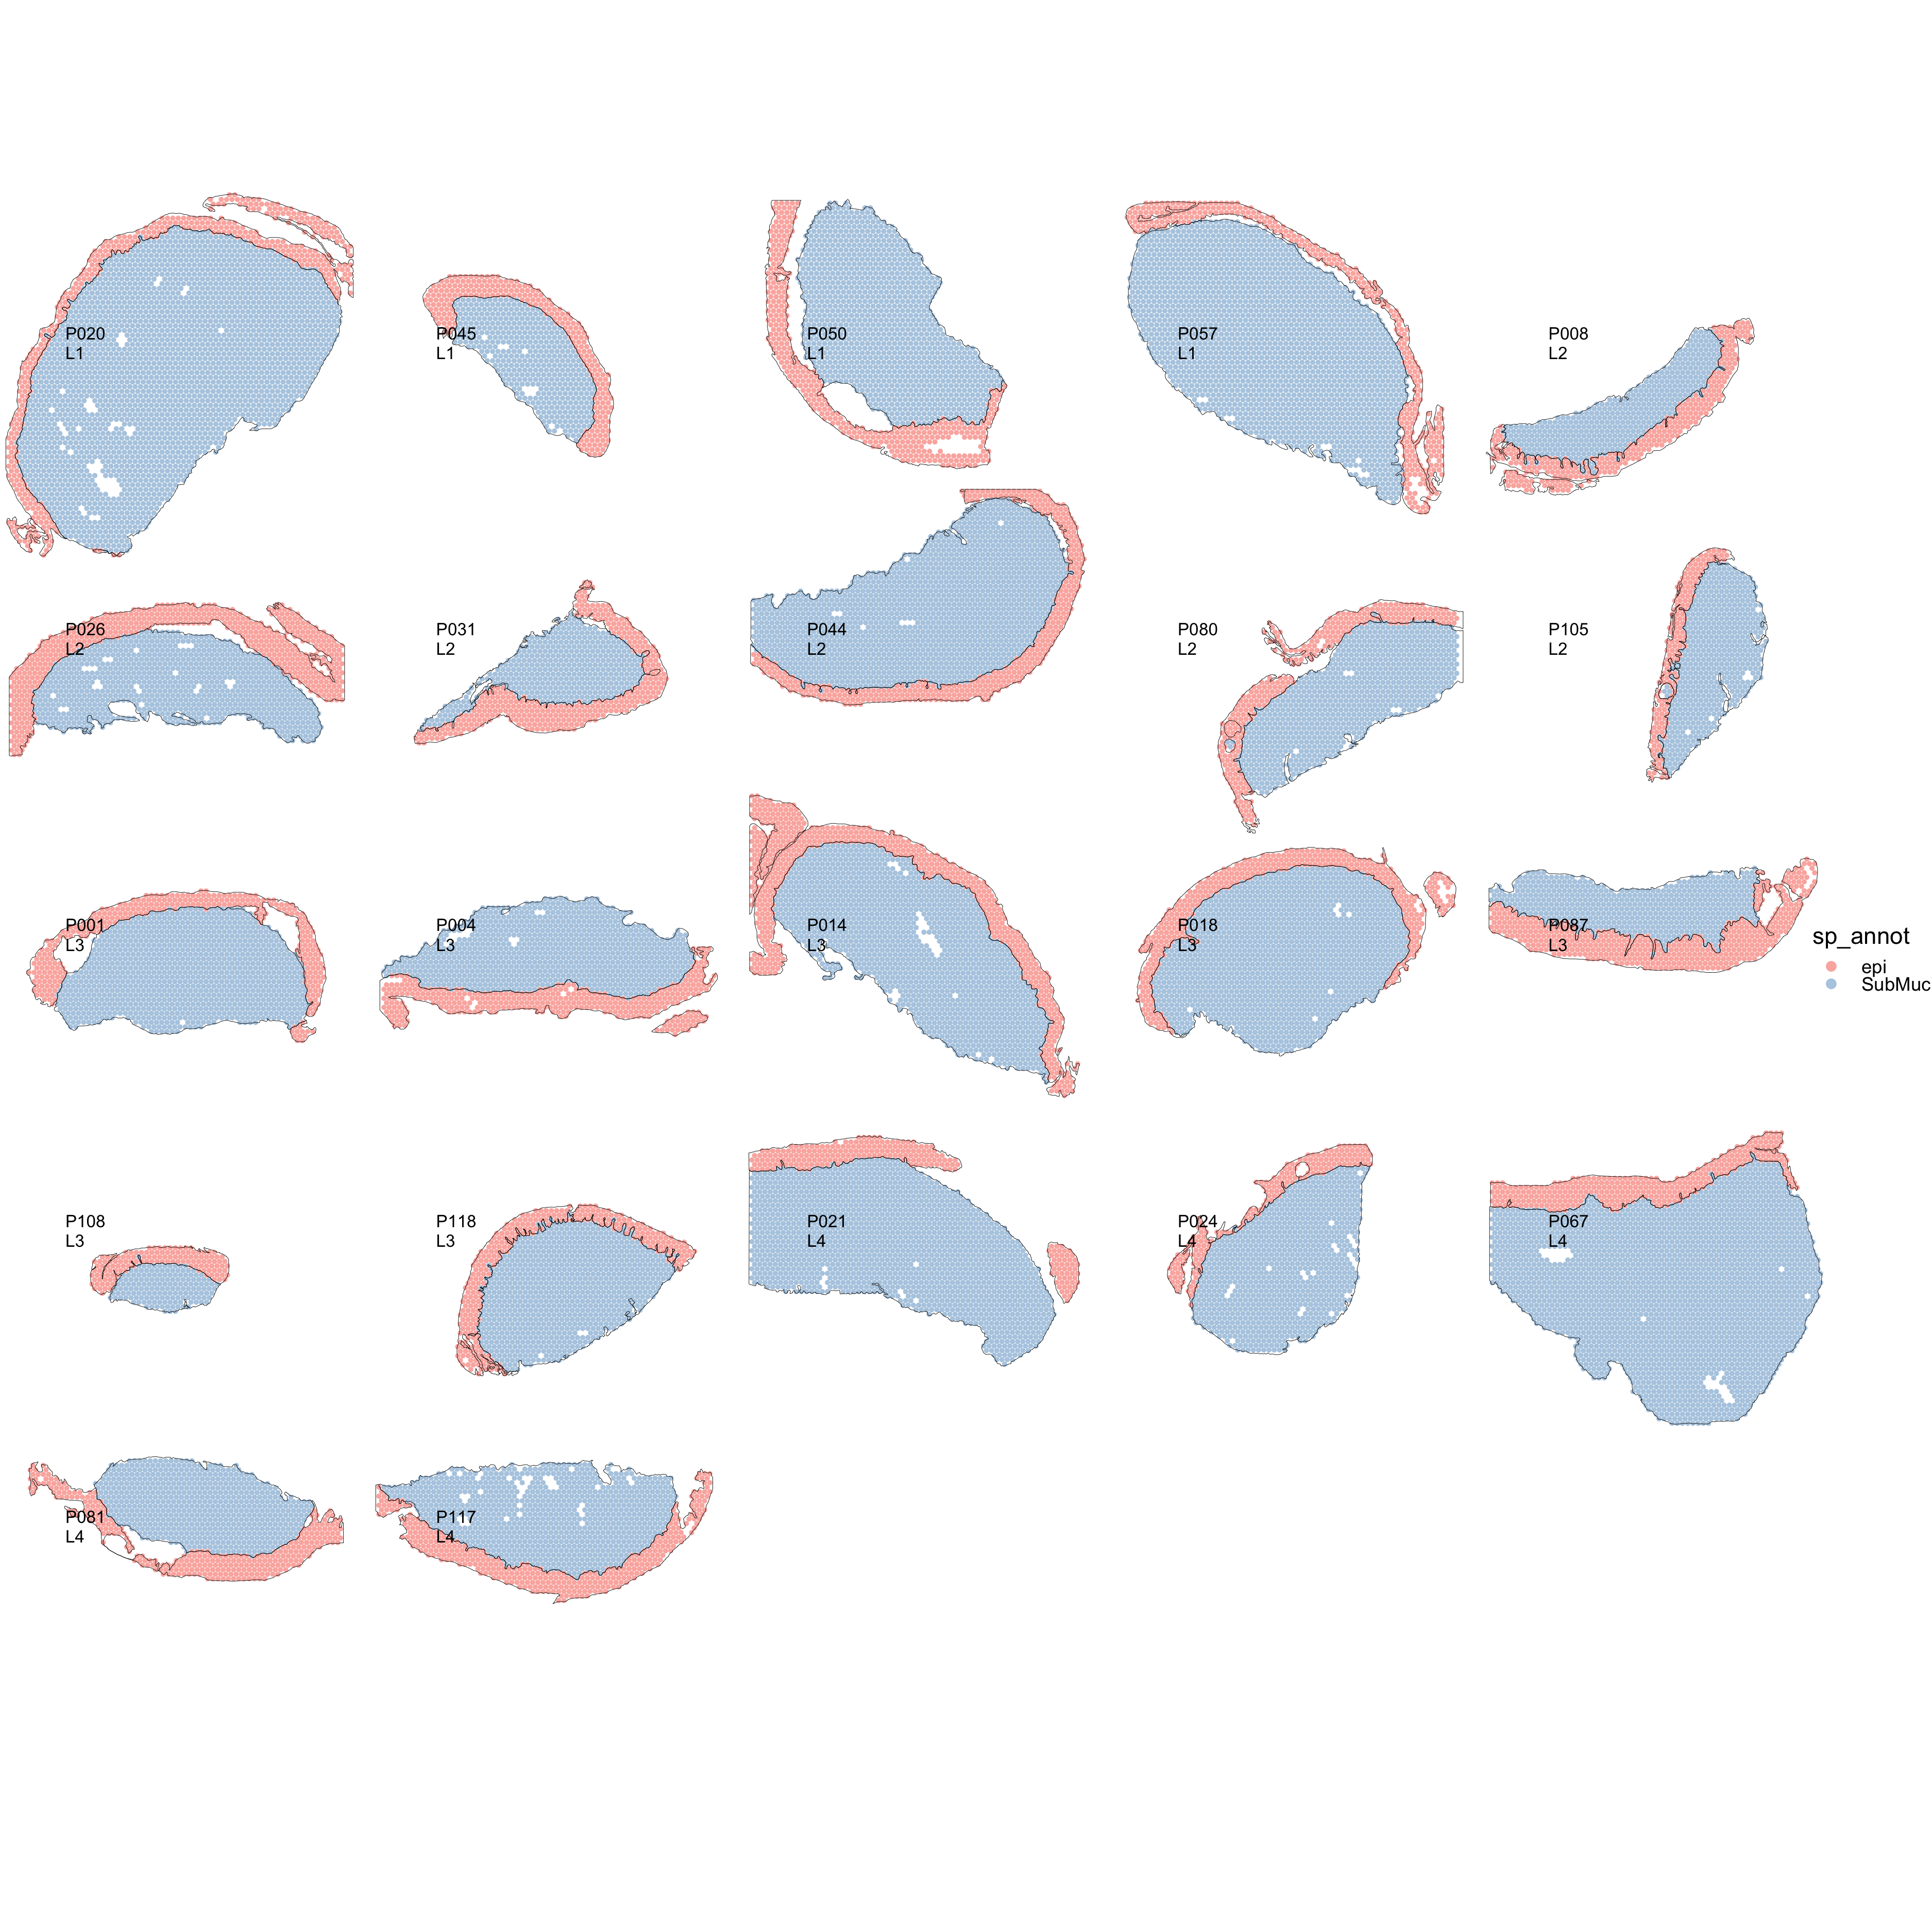 P020
L1
P045
L1
P050
L1
P057
L1
P008
L2
P026
L2
P031
L2
P044
L2
P080
L2
P105
L2
P001
L3
P004
L3
P014
L3
P018
L3
P087
L3
sp_annot
epi
SubMuc
P108
L3
P118
L3
P021
L4
P024
L4
P067
L4
P081
L4
P117
L4